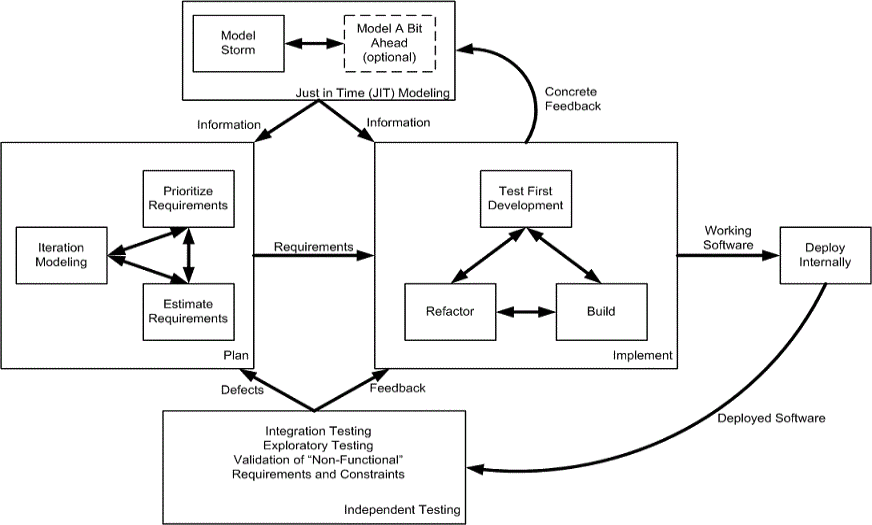 Model
Storm
Model A Bit
Ahead
(optional)
Just in Time (JIT) Modeling
Concrete
Feedback
Information
Information
Prioritize
Requirements
Iteration
Modeling
Estimate
Requirements
Plan
Requirements
Test First
Development
Refactor
Build
Implement
Working
Software
Deploy
Internally
Defects
Feedback
Deployed Software
Integration Testing
Exploratory Testing
Validation of “Non-Functional”
Requirements and Constraints
Independent Testing